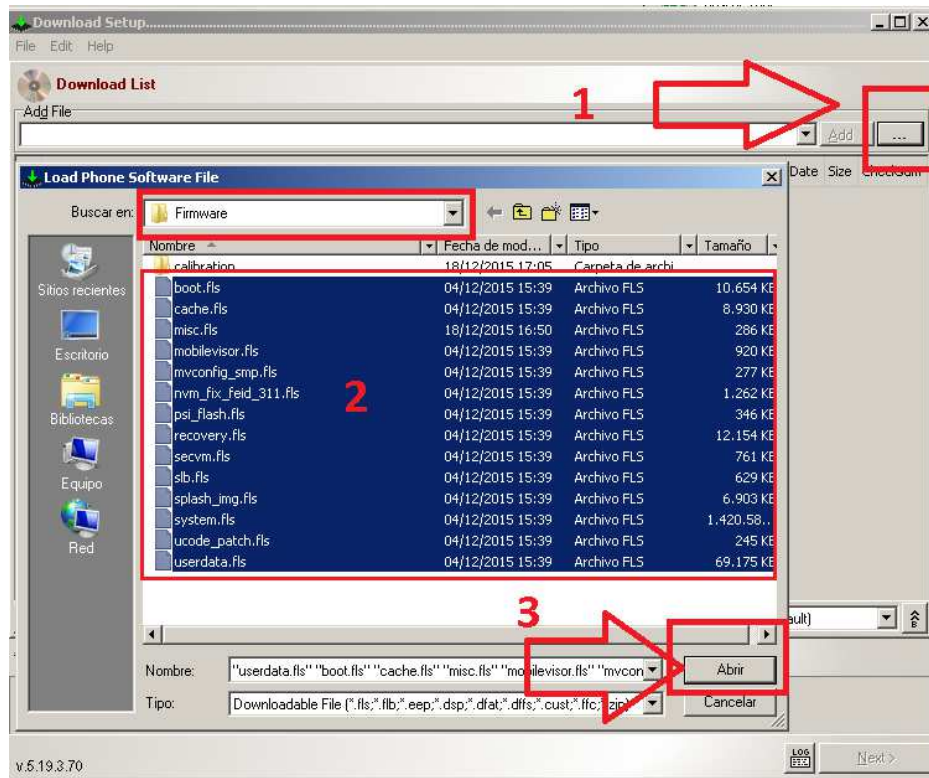 Download Setup...
File Edit Help
Download List
Add File
1
Add ...
Load Phone Software File
Date Size CheckSum
Buscar en: Firmware
Nombre Fecha de mod... Tipo Tamaño
calibration 18/12/2015 17:05 Carpeta de archi
boot.fls 04/12/2015 15:39 Archivo FLS 10.654 KB
cache.fls 04/12/2015 15:39 Archivo FLS 8.930 KB
misc.fls 18/12/2015 16:50 Archivo FLS 286 KB
mobilevisor.fls 04/12/2015 15:39 Archivo FLS 920 KB
mvconfig_smp.fls 04/12/2015 15:39 Archivo FLS 277 KB
nvm_fix_feid_311.fls 04/12/2015 15:39 Archivo FLS 1.262 KB
psi_flash.fls 04/12/2015 15:39 Archivo FLS 346 KB
recovery.fls 04/12/2015 15:39 Archivo FLS 12.154 KB
secvm.fls 04/12/2015 15:39 Archivo FLS 761 KB
slb.fls 04/12/2015 15:39 Archivo FLS 629 KB
splash_img.fls 04/12/2015 15:39 Archivo FLS 6.903 KB
system.fls 04/12/2015 15:39 Archivo FLS 1.420.58..
ucode_patch.fls 04/12/2015 15:39 Archivo FLS 245 KB
userdata.fls 04/12/2015 15:39 Archivo FLS 69.175 KB
2
Sitios recientes
Escritorio
Bibliotecas
Equipo
Red
3
ault)
Nombre: "userdata.fls" "boot.fls" "cache.fls" "misc.fls" "mobilevisor.fls" "mvcon Abrir
Tipo: Downloadable File (*.fls;*.flb;*.eep;*.dsp;*.dfat;*.dffs;*.cust;*.ffc;*.zip) Cancelar
v.5.19.3.70
LOG
Next >